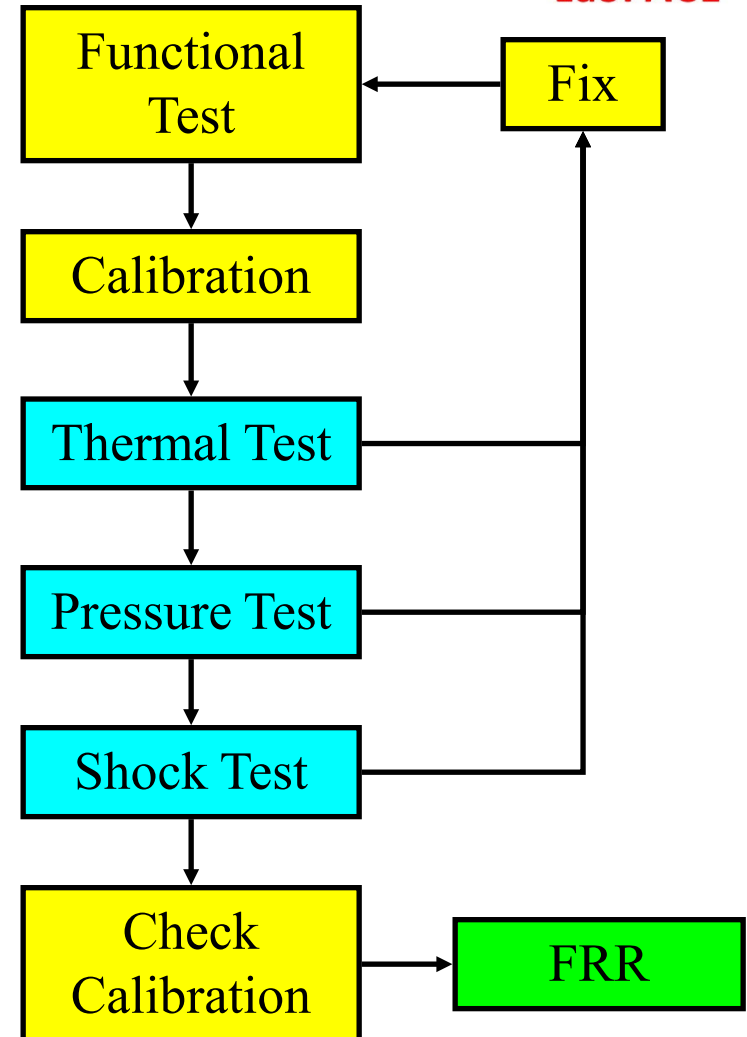 Functional
Test
Fix
Calibration
Thermal Test
Pressure Test
Shock Test
Check
Calibration
FRR